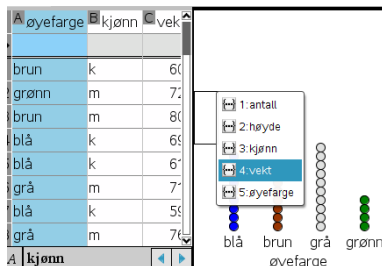 A øyefarge B kjønn C vek
brun k 60
grønn m 72
brun m 80
blå k 69
blå k 61
grå m 71
blå k 59
grå m 76
A kjønn
1:antall
2:høyde
3:kjønn
4:vekt
5:øyefarge
blå brun grå grønn
øyefarge